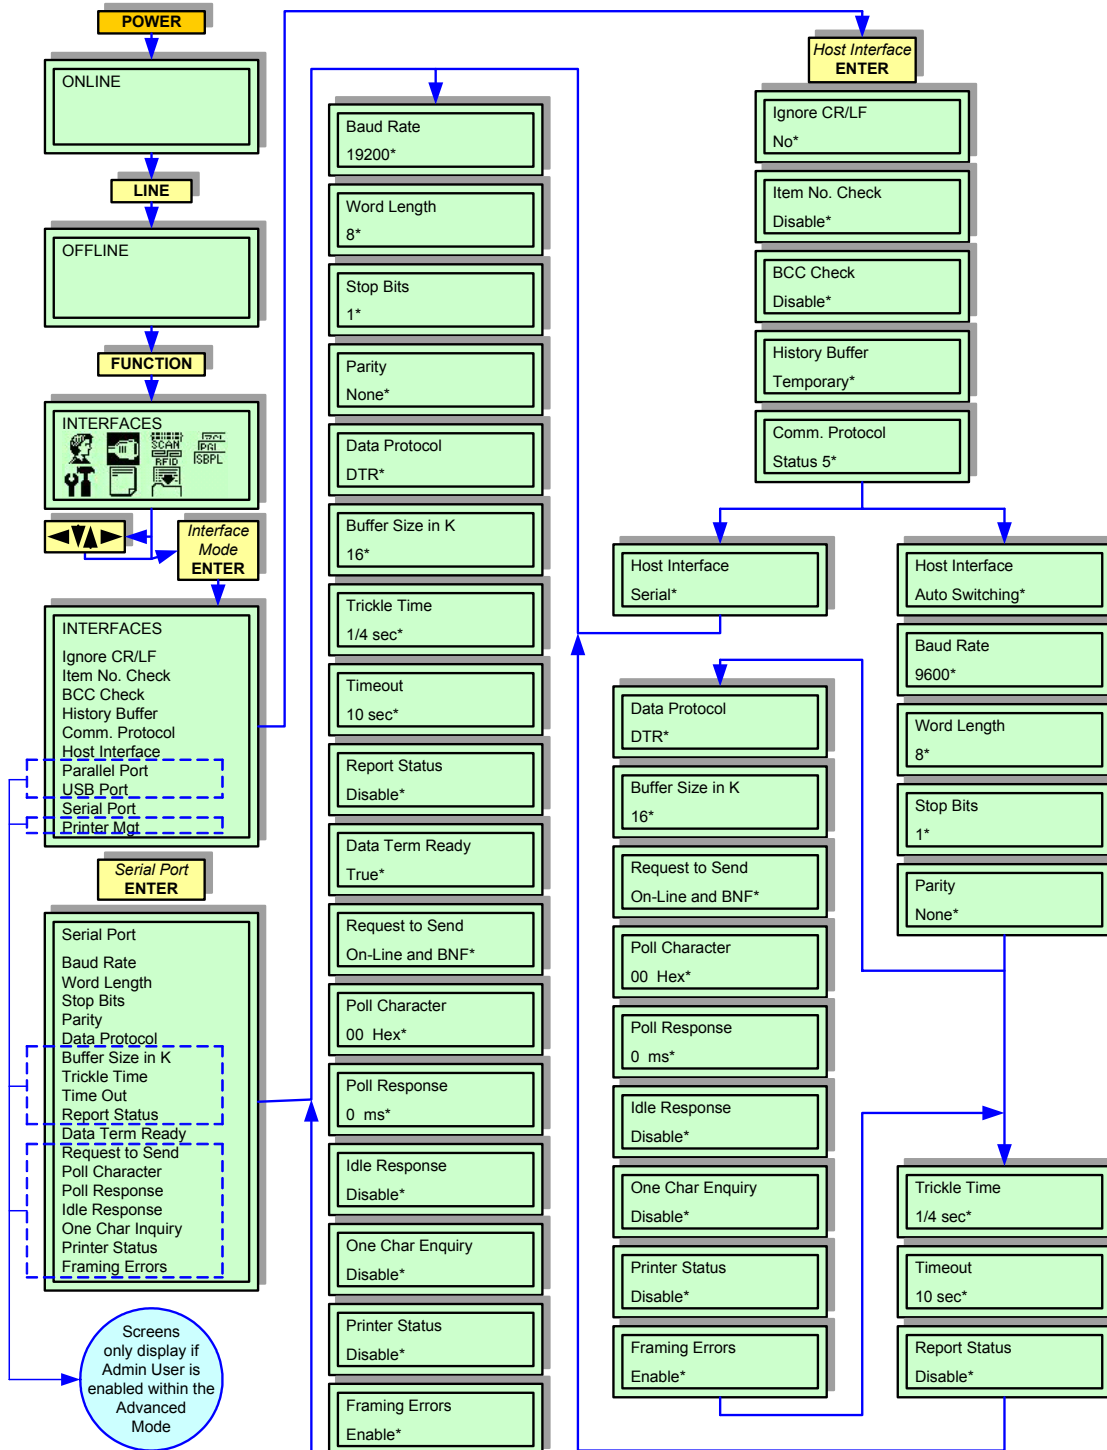 POWER
ONLINE
LINE
OFFLINE
FUNCTION
INTERFACES
SCAN
RFID
PGL
SBPL
Interface
Mode
ENTER
INTERFACES
Ignore CR/LF
Item No. Check
BCC Check
History Buffer
Comm. Protocol
Host Interface
Parallel Port
USB Port
Serial Port
Printer Mgt
Serial Port
ENTER
Serial Port
Baud Rate
Word Length
Stop Bits
Parity
Data Protocol
Buffer Size in K
Trickle Time
Time Out
Report Status
Data Term Ready
Request to Send
Poll Character
Poll Response
Idle Response
One Char Inquiry
Printer Status
Framing Errors
Screens
only display if
Admin User is
enabled within the
Advanced
Mode
Baud Rate
19200*
Word Length
8*
Stop Bits
1*
Parity
None*
Data Protocol
DTR*
Buffer Size in K
16*
Trickle Time
1/4 sec*
Timeout
10 sec*
Report Status
Disable*
Data Term Ready
True*
Request to Send
On-Line and BNF*
Poll Character
00 Hex*
Poll Response
0 ms*
Idle Response
Disable*
One Char Enquiry
Disable*
Printer Status
Disable*
Framing Errors
Enable*
Host Interface
ENTER
Ignore CR/LF
No*
Item No. Check
Disable*
BCC Check
Disable*
History Buffer
Temporary*
Comm. Protocol
Status 5*
Host Interface
Serial*
Data Protocol
DTR*
Buffer Size in K
16*
Request to Send
On-Line and BNF*
Poll Character
00 Hex*
Poll Response
0 ms*
Idle Response
Disable*
One Char Enquiry
Disable*
Printer Status
Disable*
Framing Errors
Enable*
Host Interface
Auto Switching*
Baud Rate
9600*
Word Length
8*
Stop Bits
1*
Parity
None*
Trickle Time
1/4 sec*
Timeout
10 sec*
Report Status
Disable*